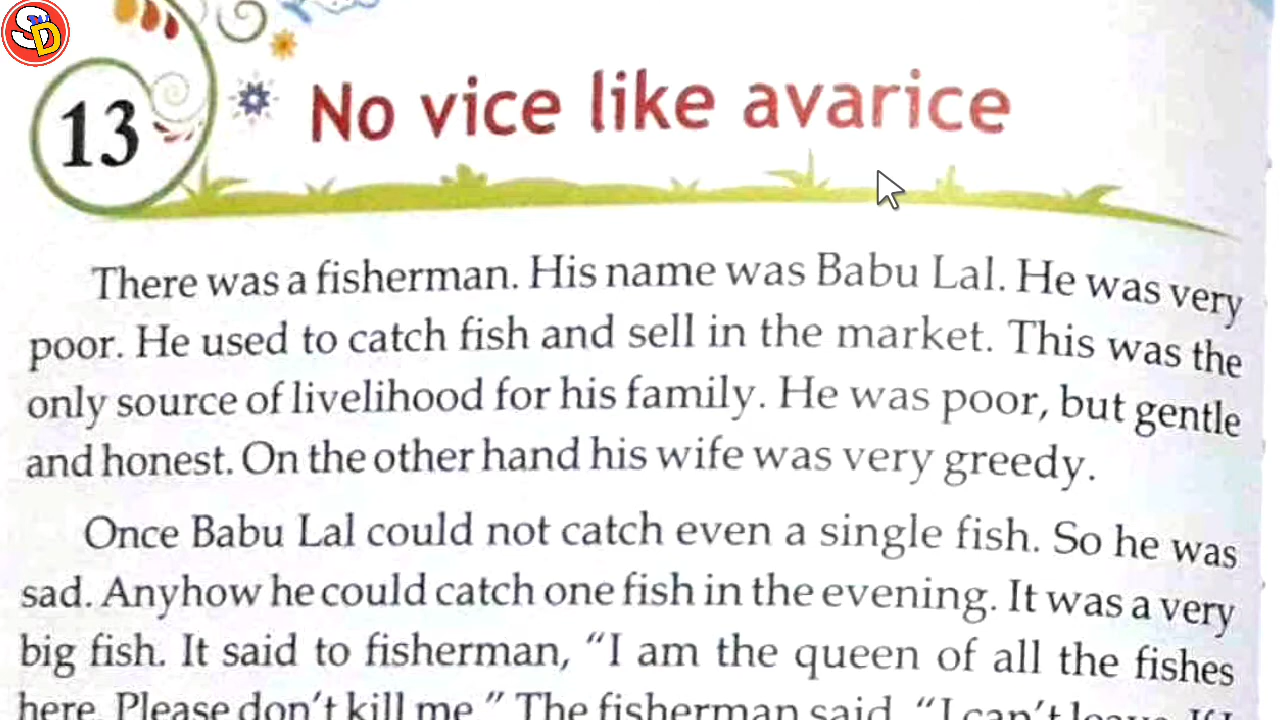 SD
13
No vice like avarice
There was a fisherman. His name was Babu Lal. He was very
poor. He used to catch fish and sell in the market. This was the
only source of livelihood for his family. He was poor, but gentle
and honest. On the other hand his wife was very greedy.
Once Babu Lal could not catch even a single fish. So he was
sad. Anyhow he could catch one fish in the evening. It was a very
big fish. It said to fisherman, “I am the queen of all the fishes
here. Please don’t kill me.” The fisherman said, “I can’t leave. If I